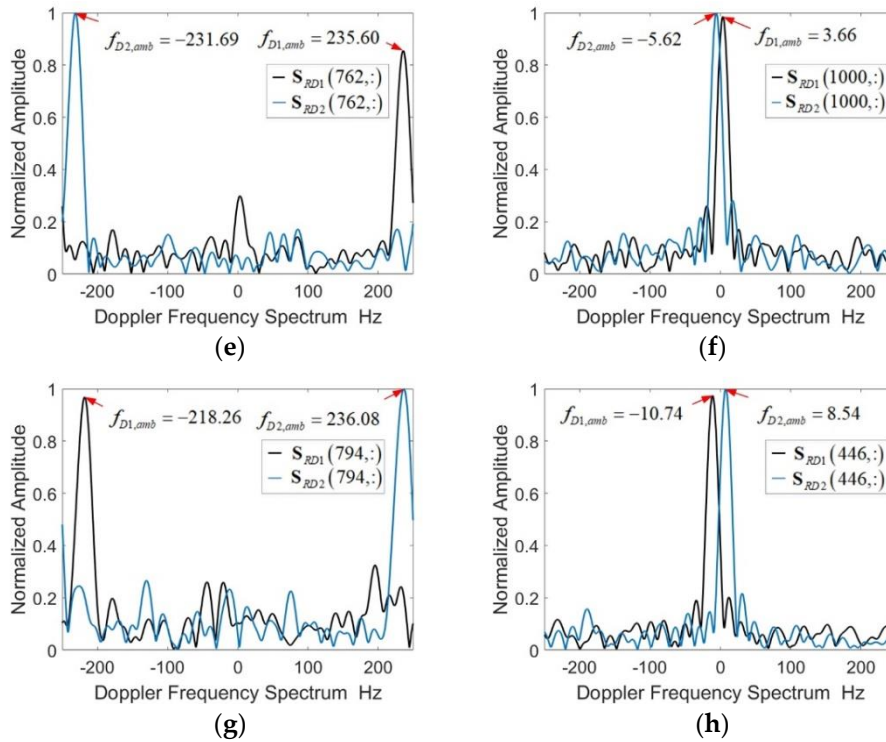 1
f_{D2,amb} = −231.69 f_{D1,amb} = 235.60
0.8
S_{RD1}(762,:)
S_{RD2}(762,:)
0.6
0.4
0.2
0
Normalized Amplitude
-200 -100 0 100 200
Doppler Frequency Spectrum Hz
(e)
1
f_{D2,amb} = −5.62 f_{D1,amb} = 3.66
0.8
S_{RD1}(1000,:)
S_{RD2}(1000,:)
0.6
0.4
0.2
0
Normalized Amplitude
-200 -100 0 100 200
Doppler Frequency Spectrum Hz
(f)
1
f_{D1,amb} = −218.26 f_{D2,amb} = 236.08
0.8
S_{RD1}(794,:)
S_{RD2}(794,:)
0.6
0.4
0.2
0
Normalized Amplitude
-200 -100 0 100 200
Doppler Frequency Spectrum Hz
(g)
1
f_{D1,amb} = −10.74 f_{D2,amb} = 8.54
0.8
S_{RD1}(446,:)
S_{RD2}(446,:)
0.6
0.4
0.2
0
Normalized Amplitude
-200 -100 0 100 200
Doppler Frequency Spectrum Hz
(h)